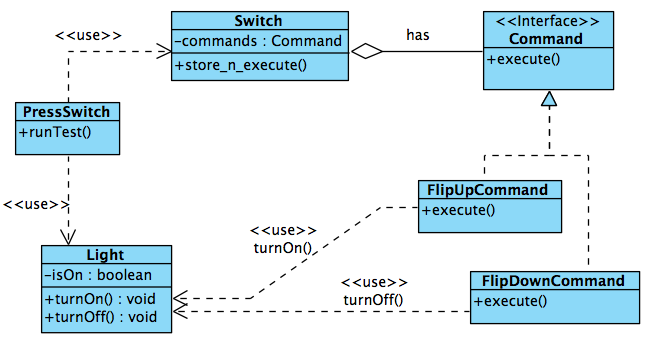 Switch
-commands : Command
+store_n_execute()
has
<<Interface>>
Command
+execute()
<<use>>
PressSwitch
+runTest()
<<use>>
FlipUpCommand
+execute()
<<use>>
turnOn()
Light
-isOn : boolean
+turnOn() : void
+turnOff() : void
<<use>>
turnOff()
FlipDownCommand
+execute()